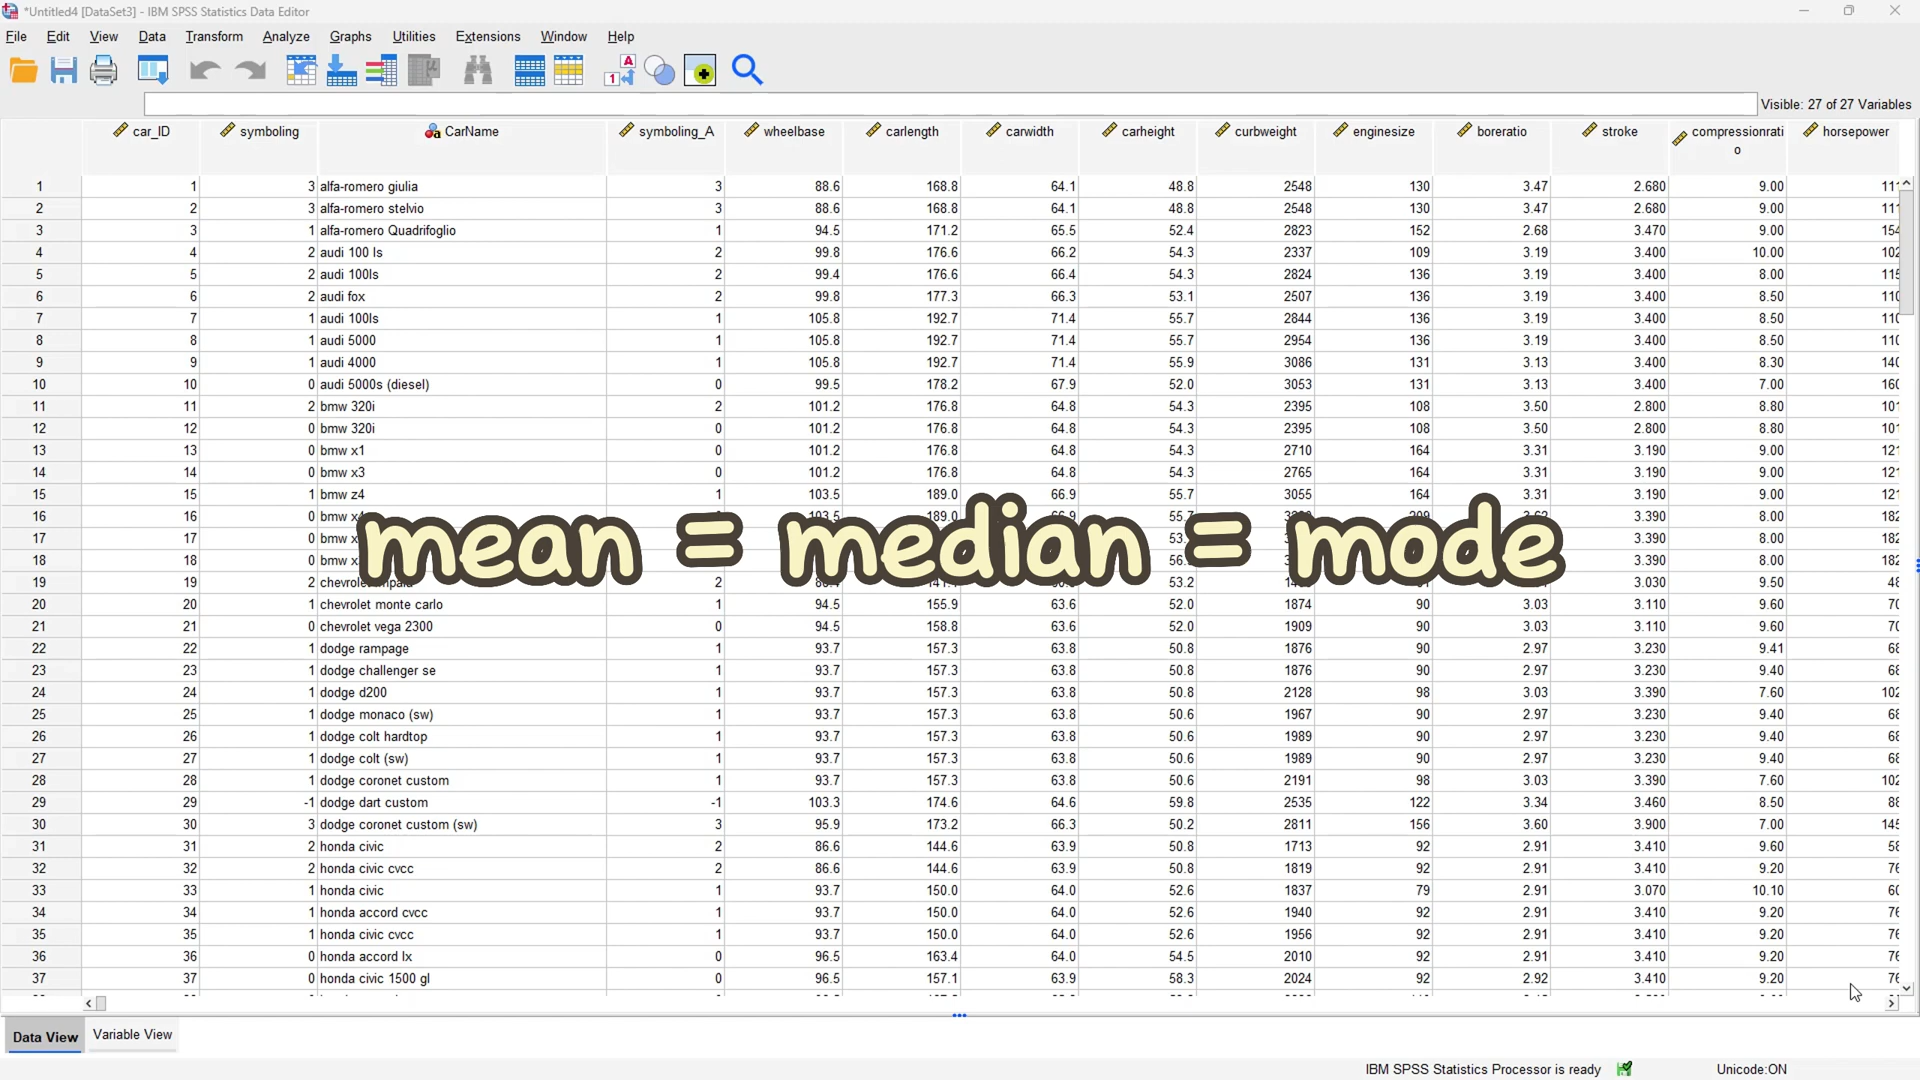 *Untitled4 [DataSet3] - IBM SPSS Statistics Data Editor
File Edit View Data Transform Analyze Graphs Utilities Extensions Window Help
Visible: 27 of 27 Variables
car_ID symboling CarName symboling_A wheelbase carlength carwidth carheight curbweight enginesize boreratio stroke compressionrati horsepower
o
1 1 3 alfa-romero giulia 3 88.6 168.8 64.1 48.8 2548 130 3.47 2.680 9.00 111
2 2 3 alfa-romero stelvio 3 88.6 168.8 64.1 48.8 2548 130 3.47 2.680 9.00 111
3 3 1 alfa-romero Quadrifoglio 1 94.5 171.2 65.5 52.4 2823 152 2.68 3.470 9.00 154
4 4 2 audi 100 ls 2 99.8 176.6 66.2 54.3 2337 109 3.19 3.400 10.00 102
5 5 2 audi 100ls 2 99.4 176.6 66.4 54.3 2824 136 3.19 3.400 8.00 115
6 6 2 audi fox 2 99.8 177.3 66.3 53.1 2507 136 3.19 3.400 8.50 110
7 7 1 audi 100ls 1 105.8 192.7 71.4 55.7 2844 136 3.19 3.400 8.50 110
8 8 1 audi 5000 1 105.8 192.7 71.4 55.7 2954 136 3.19 3.400 8.50 110
9 9 1 audi 4000 1 105.8 192.7 71.4 55.9 3086 131 3.13 3.400 8.30 140
10 10 0 audi 5000s (diesel) 0 99.5 178.2 67.9 52.0 3053 131 3.13 3.400 7.00 160
11 11 2 bmw 320i 2 101.2 176.8 64.8 54.3 2395 108 3.50 2.800 8.80 101
12 12 0 bmw 320i 0 101.2 176.8 64.8 54.3 2395 108 3.50 2.800 8.80 101
13 13 0 bmw x1 0 101.2 176.8 64.8 54.3 2710 164 3.31 3.190 9.00 121
14 14 0 bmw x3 0 101.2 176.8 64.8 54.3 2765 164 3.31 3.190 9.00 121
15 15 1 bmw z4 1 103.5 189.0 66.9 55.7 3055 164 3.31 3.190 9.00 121
16 16 0 bmw 3.390 8.00 182
17 17 0 bmw 3.390 8.00 182
18 18 0 bmw 3.390 8.00 182
mean = median = mode
19 19 2 chevrolet 2 53.2 3.030 9.50 48
20 20 1 chevrolet monte carlo 1 94.5 155.9 63.6 52.0 1874 90 3.03 3.110 9.60 70
21 21 0 chevrolet vega 2300 0 94.5 158.8 63.6 52.0 1909 90 3.03 3.110 9.60 70
22 22 1 dodge rampage 1 93.7 157.3 63.8 50.8 1876 90 2.97 3.230 9.41 68
23 23 1 dodge challenger se 1 93.7 157.3 63.8 50.8 1876 90 2.97 3.230 9.40 68
24 24 1 dodge d200 1 93.7 157.3 63.8 50.8 2128 98 3.03 3.390 7.60 102
25 25 1 dodge monaco (sw) 1 93.7 157.3 63.8 50.6 1967 90 2.97 3.230 9.40 68
26 26 1 dodge colt hardtop 1 93.7 157.3 63.8 50.6 1989 90 2.97 3.230 9.40 68
27 27 1 dodge colt (sw) 1 93.7 157.3 63.8 50.6 1989 90 2.97 3.230 9.40 68
28 28 1 dodge coronet custom 1 93.7 157.3 63.8 50.6 2191 98 3.03 3.390 7.60 102
29 29 -1 dodge dart custom -1 103.3 174.6 64.6 59.8 2535 122 3.34 3.460 8.50 88
30 30 3 dodge coronet custom (sw) 3 95.9 173.2 66.3 50.2 2811 156 3.60 3.900 7.00 145
31 31 2 honda civic 2 86.6 144.6 63.9 50.8 1713 92 2.91 3.410 9.60 58
32 32 2 honda civic cvcc 2 86.6 144.6 63.9 50.8 1819 92 2.91 3.410 9.20 76
33 33 1 honda civic 1 93.7 150.0 64.0 52.6 1837 79 2.91 3.070 10.10 60
34 34 1 honda accord cvcc 1 93.7 150.0 64.0 52.6 1940 92 2.91 3.410 9.20 76
35 35 1 honda civic cvcc 1 93.7 150.0 64.0 52.6 1956 92 2.91 3.410 9.20 76
36 36 0 honda accord lx 0 96.5 163.4 64.0 54.5 2010 92 2.91 3.410 9.20 76
37 37 0 honda civic 1500 gl 0 96.5 157.1 63.9 58.3 2024 92 2.92 3.410 9.20 76
Data View Variable View
IBM SPSS Statistics Processor is ready Unicode:ON